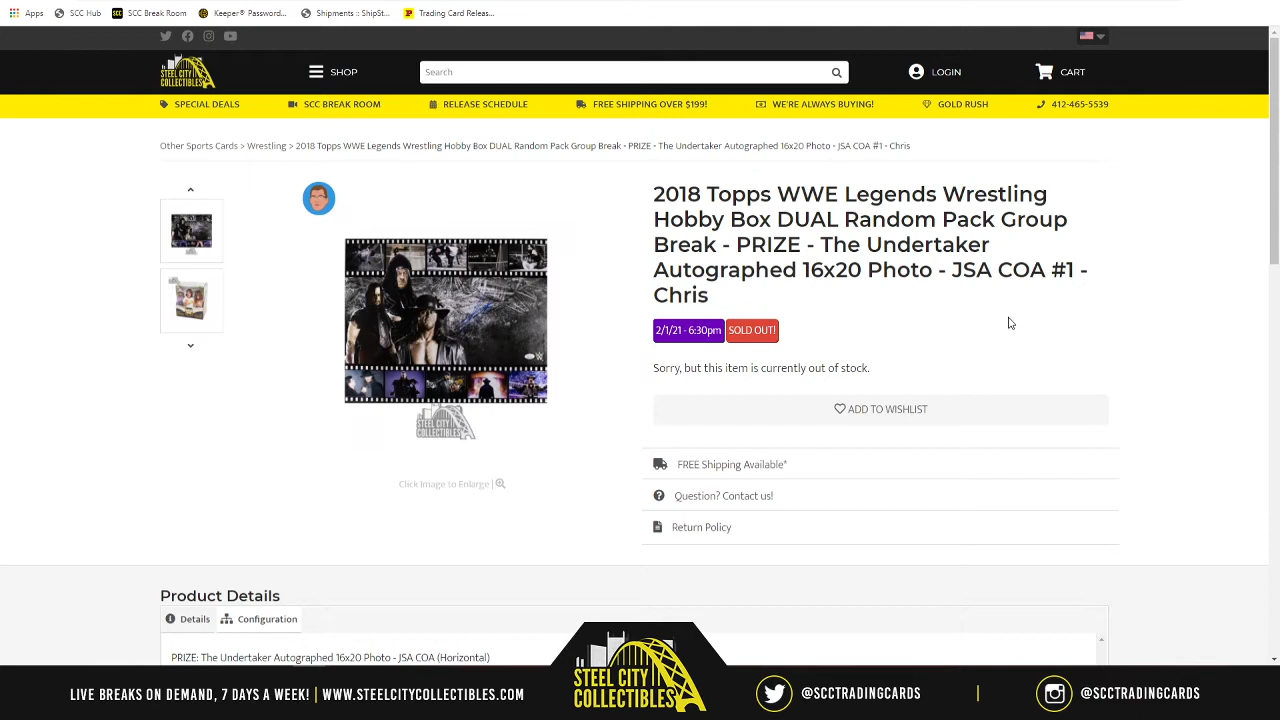 Apps
SCC Hub
SCC Break Room
Keeper® Password...
Shipments :: ShipSt...
Trading Card Releas...
STEEL CITY
COLLECTIBLES
SHOP
Search
LOGIN
CART
SPECIAL DEALS
SCC BREAK ROOM
RELEASE SCHEDULE
FREE SHIPPING OVER $199!
WE'RE ALWAYS BUYING!
GOLD RUSH
412-465-5539
Other Sports Cards > Wrestling > 2018 Topps WWE Legends Wrestling Hobby Box DUAL Random Pack Group Break - PRIZE - The Undertaker Autographed 16x20 Photo - JSA COA #1 - Chris
2018 Topps WWE Legends Wrestling
Hobby Box DUAL Random Pack Group
Break - PRIZE - The Undertaker
Autographed 16x20 Photo - JSA COA #1 -
Chris
2/1/21 - 6:30pm
SOLD OUT!
Sorry, but this item is currently out of stock.
ADD TO WISHLIST
STEEL CITY
COLLECTIBLES
Click Image to Enlarge |
FREE Shipping Available*
Question? Contact us!
Return Policy
Product Details
Details
Configuration
PRIZE: The Undertaker Autographed 16x20 Photo - JSA COA (Horizontal)
LIVE BREAKS ON DEMAND, 7 DAYS A WEEK! | WWW.STEELCITYCOLLECTIBLES.COM
STEEL CITY
COLLECTIBLES
@SCCTRADINGCARDS
@SCCTRADINGCARDS